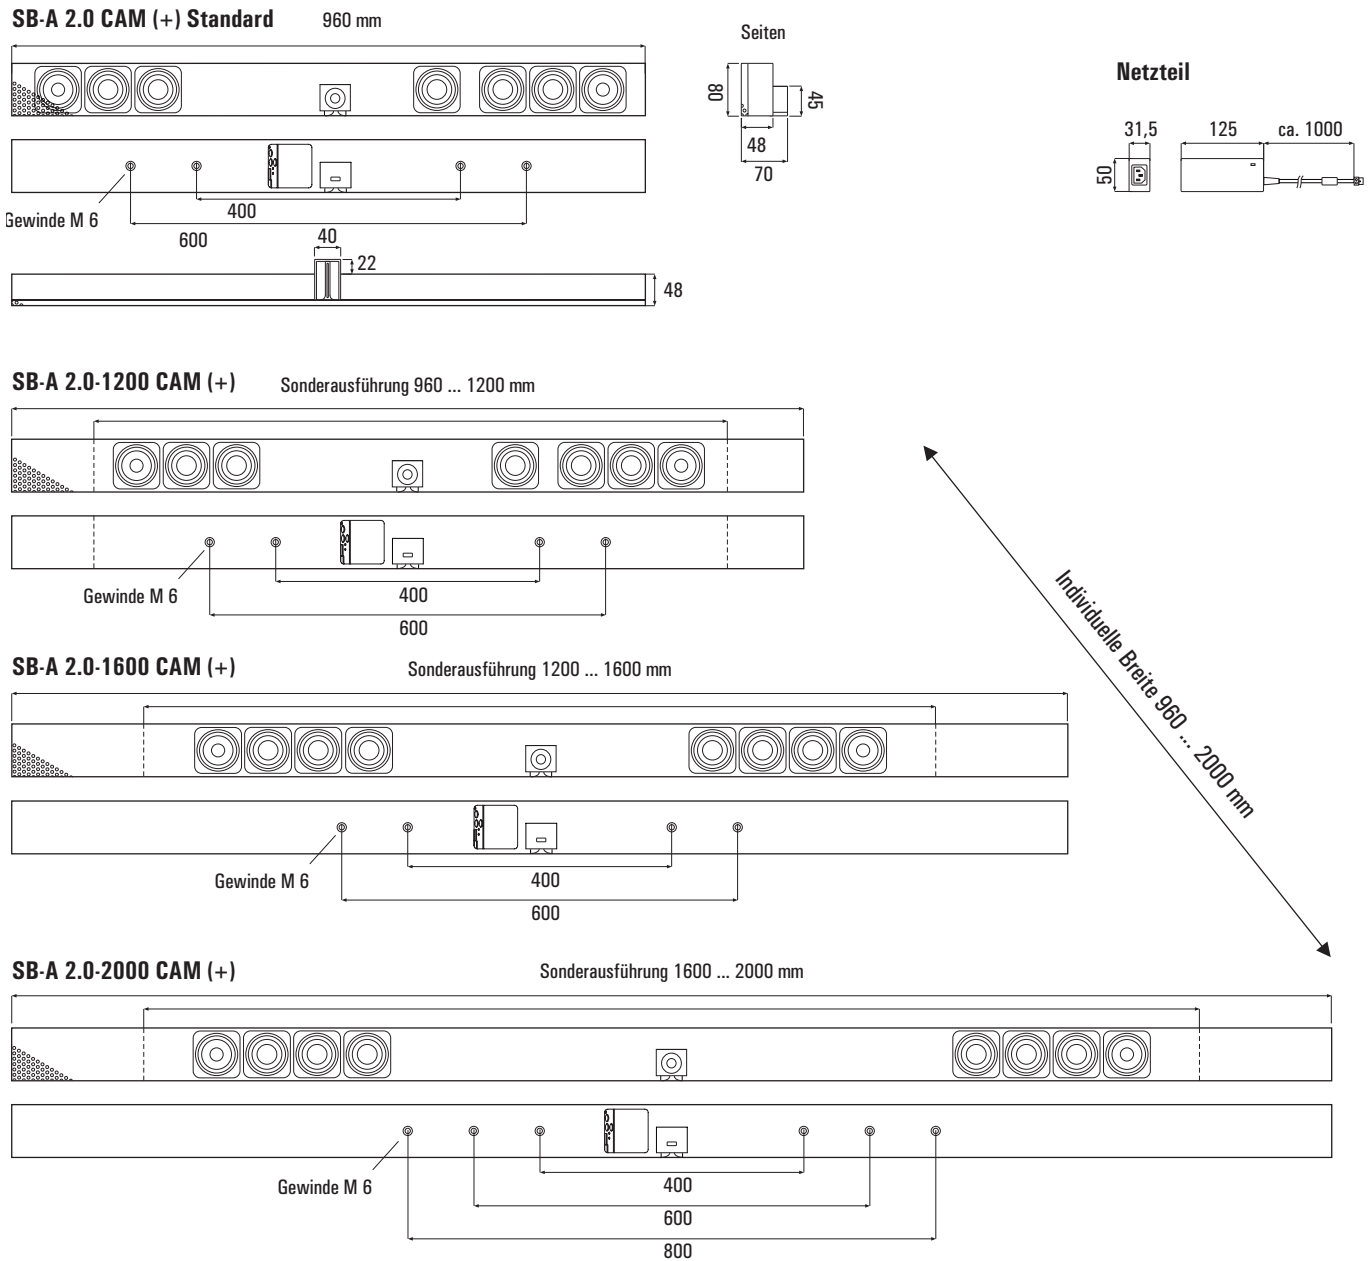 SB-A 2.0 CAM (+) Standard
960 mm
Seiten
80
45
48
70
Netzteil
31,5
125
ca. 1000
50
Gewinde M 6
400
600
40
22
48
SB-A 2.0-1200 CAM (+)
Sonderausführung 960 ... 1200 mm
Gewinde M 6
400
600
Individuelle Breite 960 ... 2000 mm
SB-A 2.0-1600 CAM (+)
Sonderausführung 1200 ... 1600 mm
Gewinde M 6
400
600
SB-A 2.0-2000 CAM (+)
Sonderausführung 1600 ... 2000 mm
Gewinde M 6
400
600
800